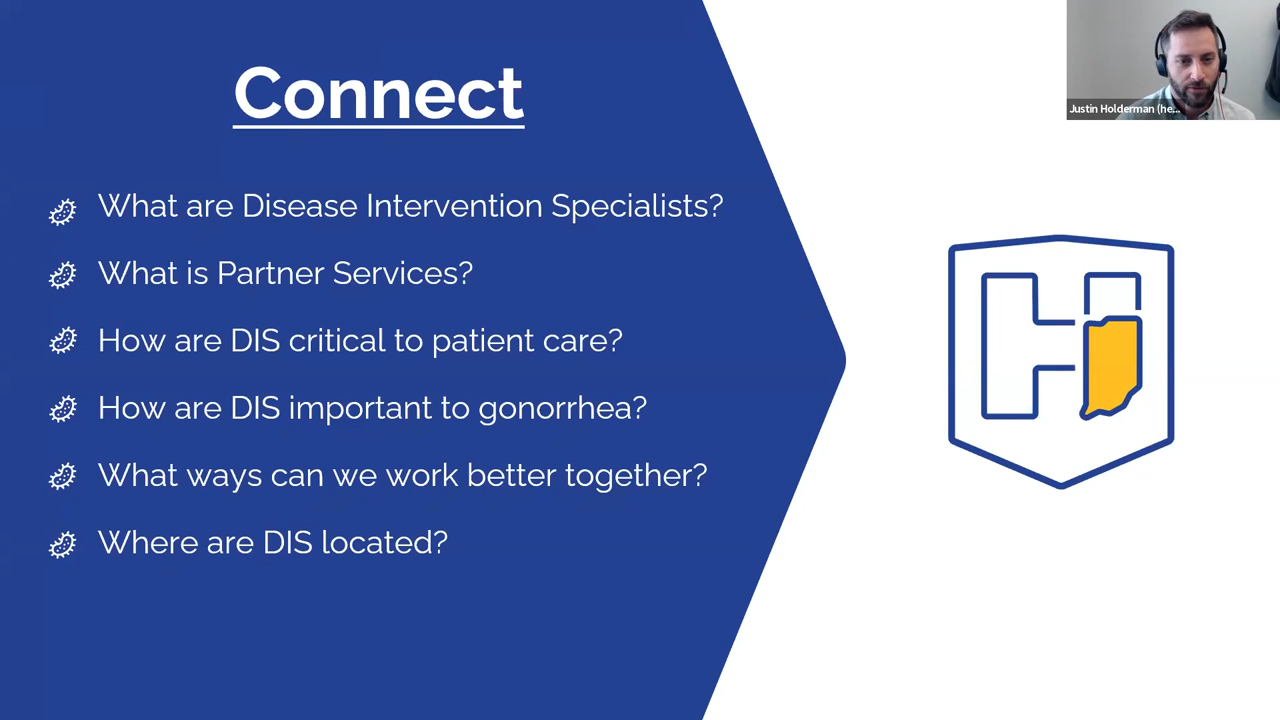 Connect
What are Disease Intervention Specialists?
What is Partner Services?
How are DIS critical to patient care?
How are DIS important to gonorrhea?
What ways can we work better together?
Where are DIS located?
Justin Holderman (he...
H